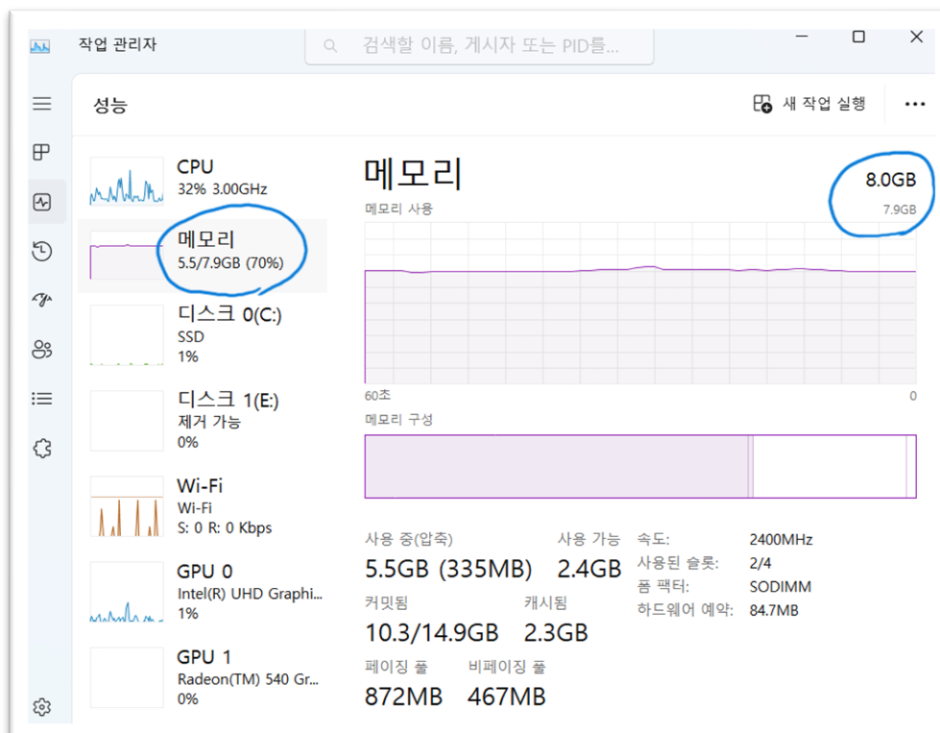 작업 관리자
검색할 이름, 게시자 또는 PID를...
성능
새 작업 실행
CPU
32% 3.00GHz
메모리
5.5/7.9GB (70%)
디스크 0(C:)
SSD
1%
디스크 1(E:)
제거 가능
0%
Wi-Fi
Wi-Fi
S: 0 R: 0 Kbps
GPU 0
Intel(R) UHD Graphi...
1%
GPU 1
Radeon(TM) 540 Gr...
0%
메모리
8.0GB
메모리 사용
7.9GB
60초
0
메모리 구성
사용 중(압축)
사용 가능
5.5GB (335MB)
2.4GB
커밋됨
캐시됨
10.3/14.9GB
2.3GB
페이징 풀
비페이징 풀
872MB
467MB
속도:
2400MHz
사용된 슬롯:
2/4
폼 팩터:
SODIMM
하드웨어 예약:
84.7MB